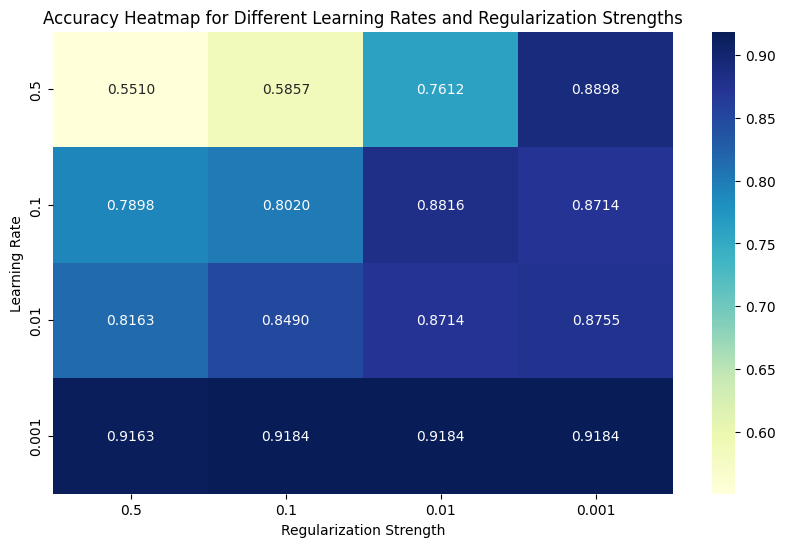 Accuracy Heatmap for Different Learning Rates and Regularization Strengths
0.5 0.5510 0.5857 0.7612 0.8898
0.1 0.7898 0.8020 0.8816 0.8714
0.01 0.8163 0.8490 0.8714 0.8755
0.001 0.9163 0.9184 0.9184 0.9184
Learning Rate
0.5 0.1 0.01 0.001
Regularization Strength
0.90
0.85
0.80
0.75
0.70
0.65
0.60